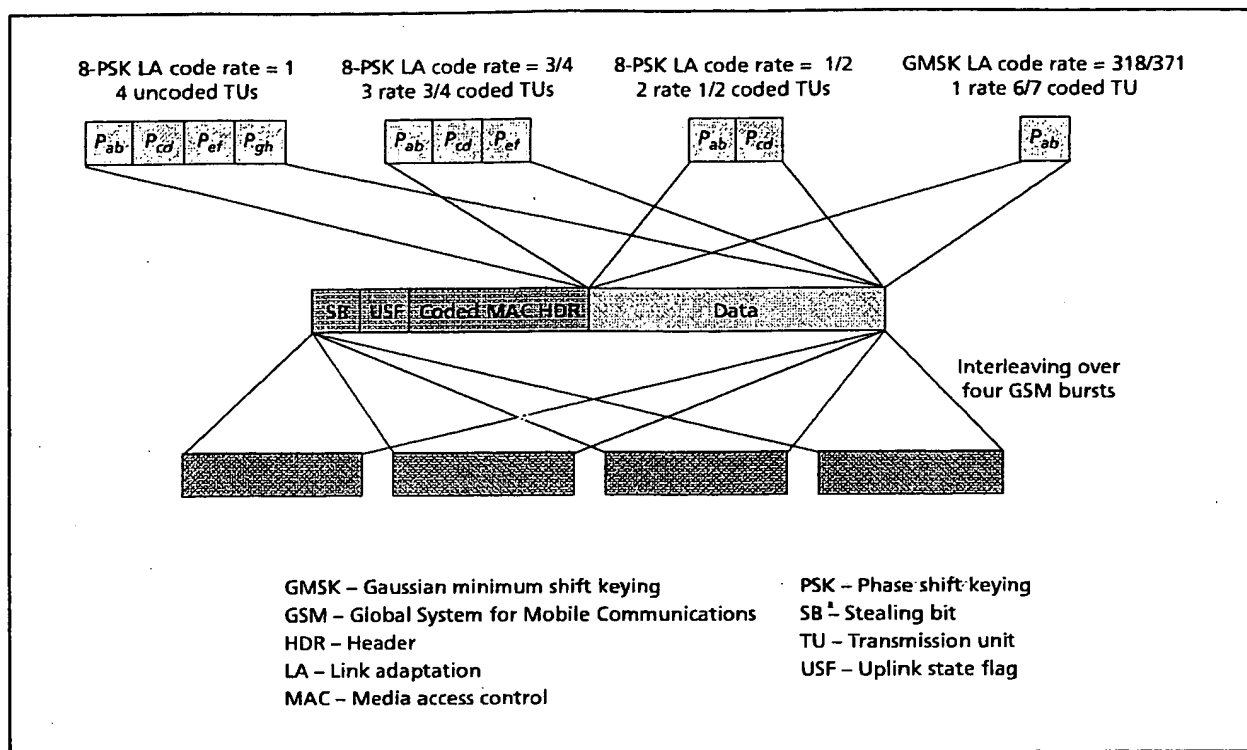 8-PSK LA code rate = 1
4 uncoded TUs
8-PSK LA code rate = 3/4
3 rate 3/4 coded TUs
8-PSK LA code rate = 1/2
2 rate 1/2 coded TUs
GMSK LA code rate = 318/371
1 rate 6/7 coded TU
Pab Pcd Pef Pgh
Pab Pcd Pef
Pab Pcd
Pab
SB USF Coded MAC HDR Data
Interleaving over
four GSM bursts
GMSK – Gaussian minimum shift keying
GSM – Global System for Mobile Communications
HDR – Header
LA – Link adaptation
MAC – Media access control
PSK – Phase shift keying
SB – Stealing bit
TU – Transmission unit
USF – Uplink state flag